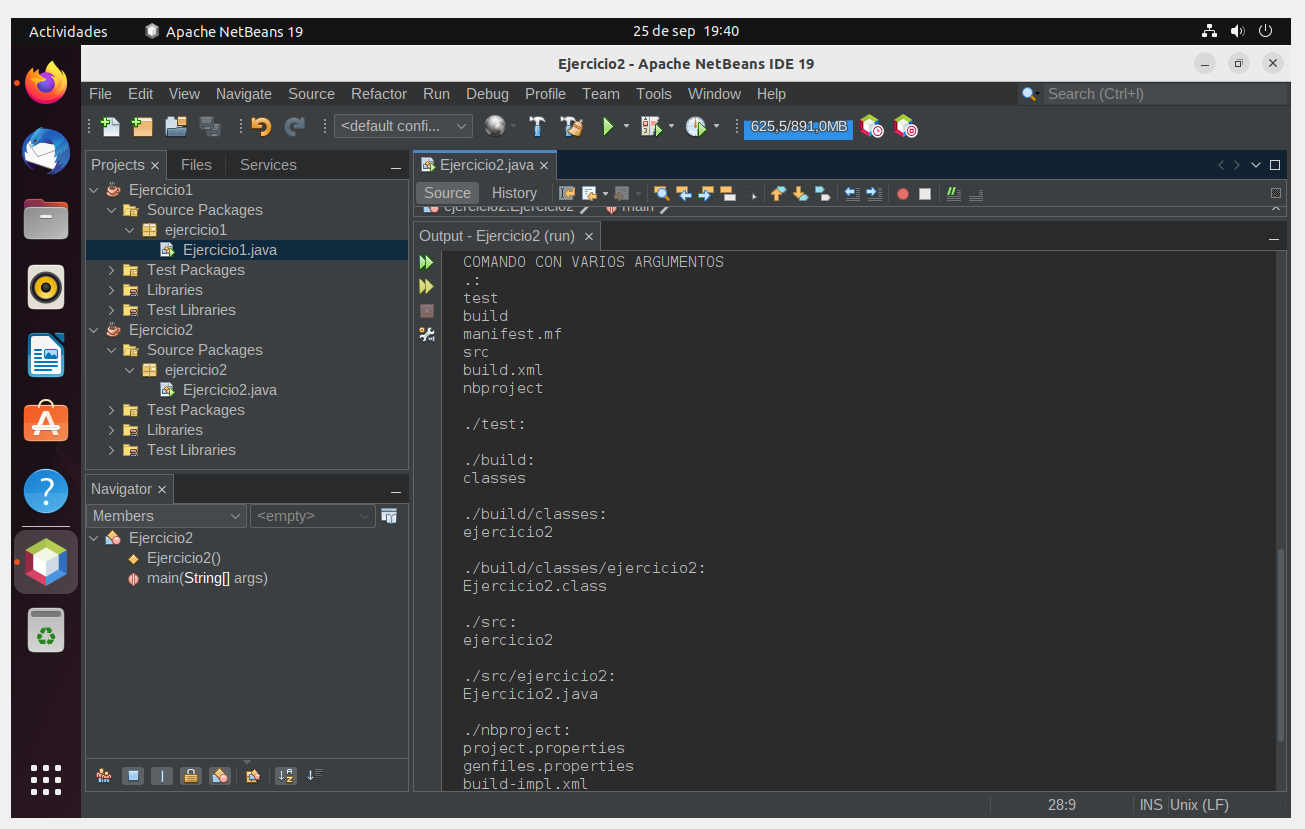 Actividades
Apache NetBeans 19
25 de sep 19:40
Ejercicio2 - Apache NetBeans IDE 19
File Edit View Navigate Source Refactor Run Debug Profile Team Tools Window Help
Search (Ctrl+I)
<default confi...
625,5/891,0MB
Projects
Files
Services
Ejercicio1
Source Packages
ejercicio1
Ejercicio1.java
Test Packages
Libraries
Test Libraries
Ejercicio2
Source Packages
ejercicio2
Ejercicio2.java
Test Packages
Libraries
Test Libraries
Navigator
Members
<empty>
Ejercicio2
Ejercicio2()
main(String[] args)
Ejercicio2.java
Source
History
ejercicio2.Ejercicio2
main
Output - Ejercicio2 (run)
COMANDO CON VARIOS ARGUMENTOS
.:
test
build
manifest.mf
src
build.xml
nbproject
./test:
./build:
classes
./build/classes:
ejercicio2
./build/classes/ejercicio2:
Ejercicio2.class
./src:
ejercicio2
./src/ejercicio2:
Ejercicio2.java
./nbproject:
project.properties
genfiles.properties
build-impl.xml
28:9
INS
Unix (LF)